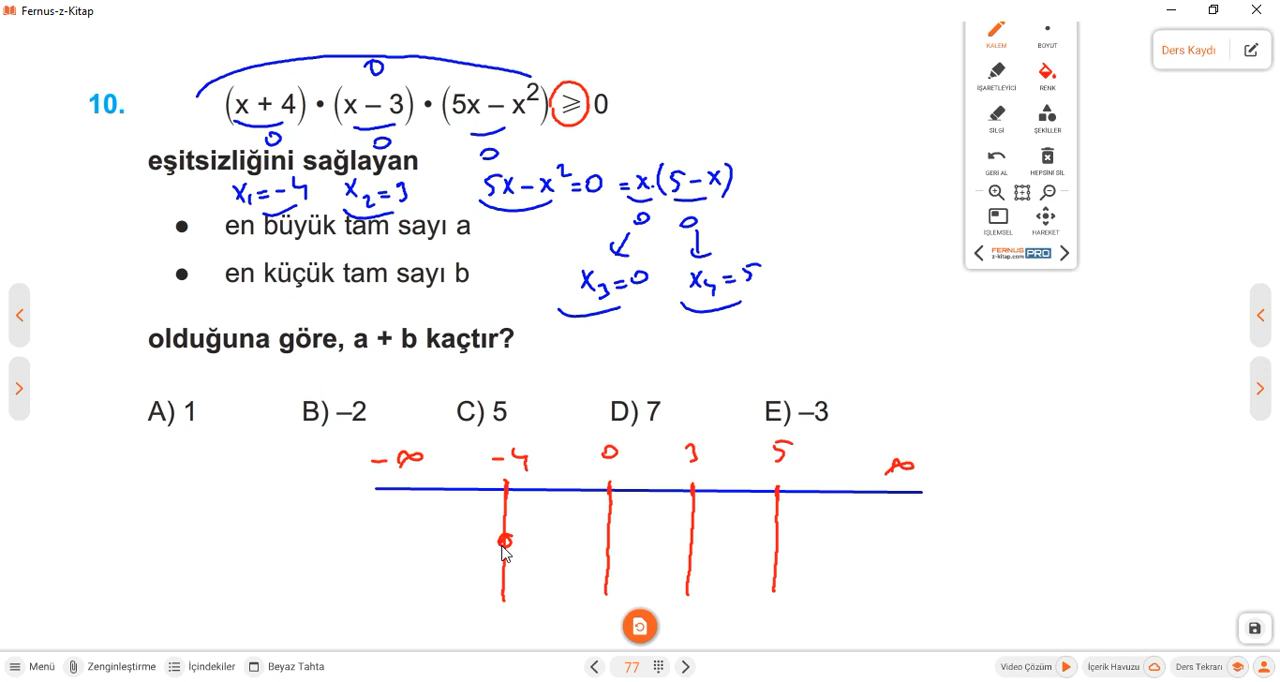 Fernus-z-Kitap
KALEM
BOYUT
Ders Kaydı
İŞARETLEYİCİ
RENK
SİLGİ
ŞEKİLLER
GERİ AL
HEPSİNİ SİL
İŞLEMSEL
HAREKET
FERNUS
z-kitap.com PRO
0
10. (x + 4) • (x – 3) • (5x – x²) ⩾ 0
0 0 0
eşitsizliğini sağlayan
x₁=-4 x₂=3 5x-x²=0 =x.(5-x)
0 0
• en büyük tam sayı a
• en küçük tam sayı b
x₃=0 x₄=5
olduğuna göre, a + b kaçtır?
A) 1 B) –2 C) 5 D) 7 E) –3
-∞ -4 0 3 5 ∞
Menü Zenginleştirme İçindekiler Beyaz Tahta 77 Video Çözüm İçerik Havuzu Ders Tekrarı